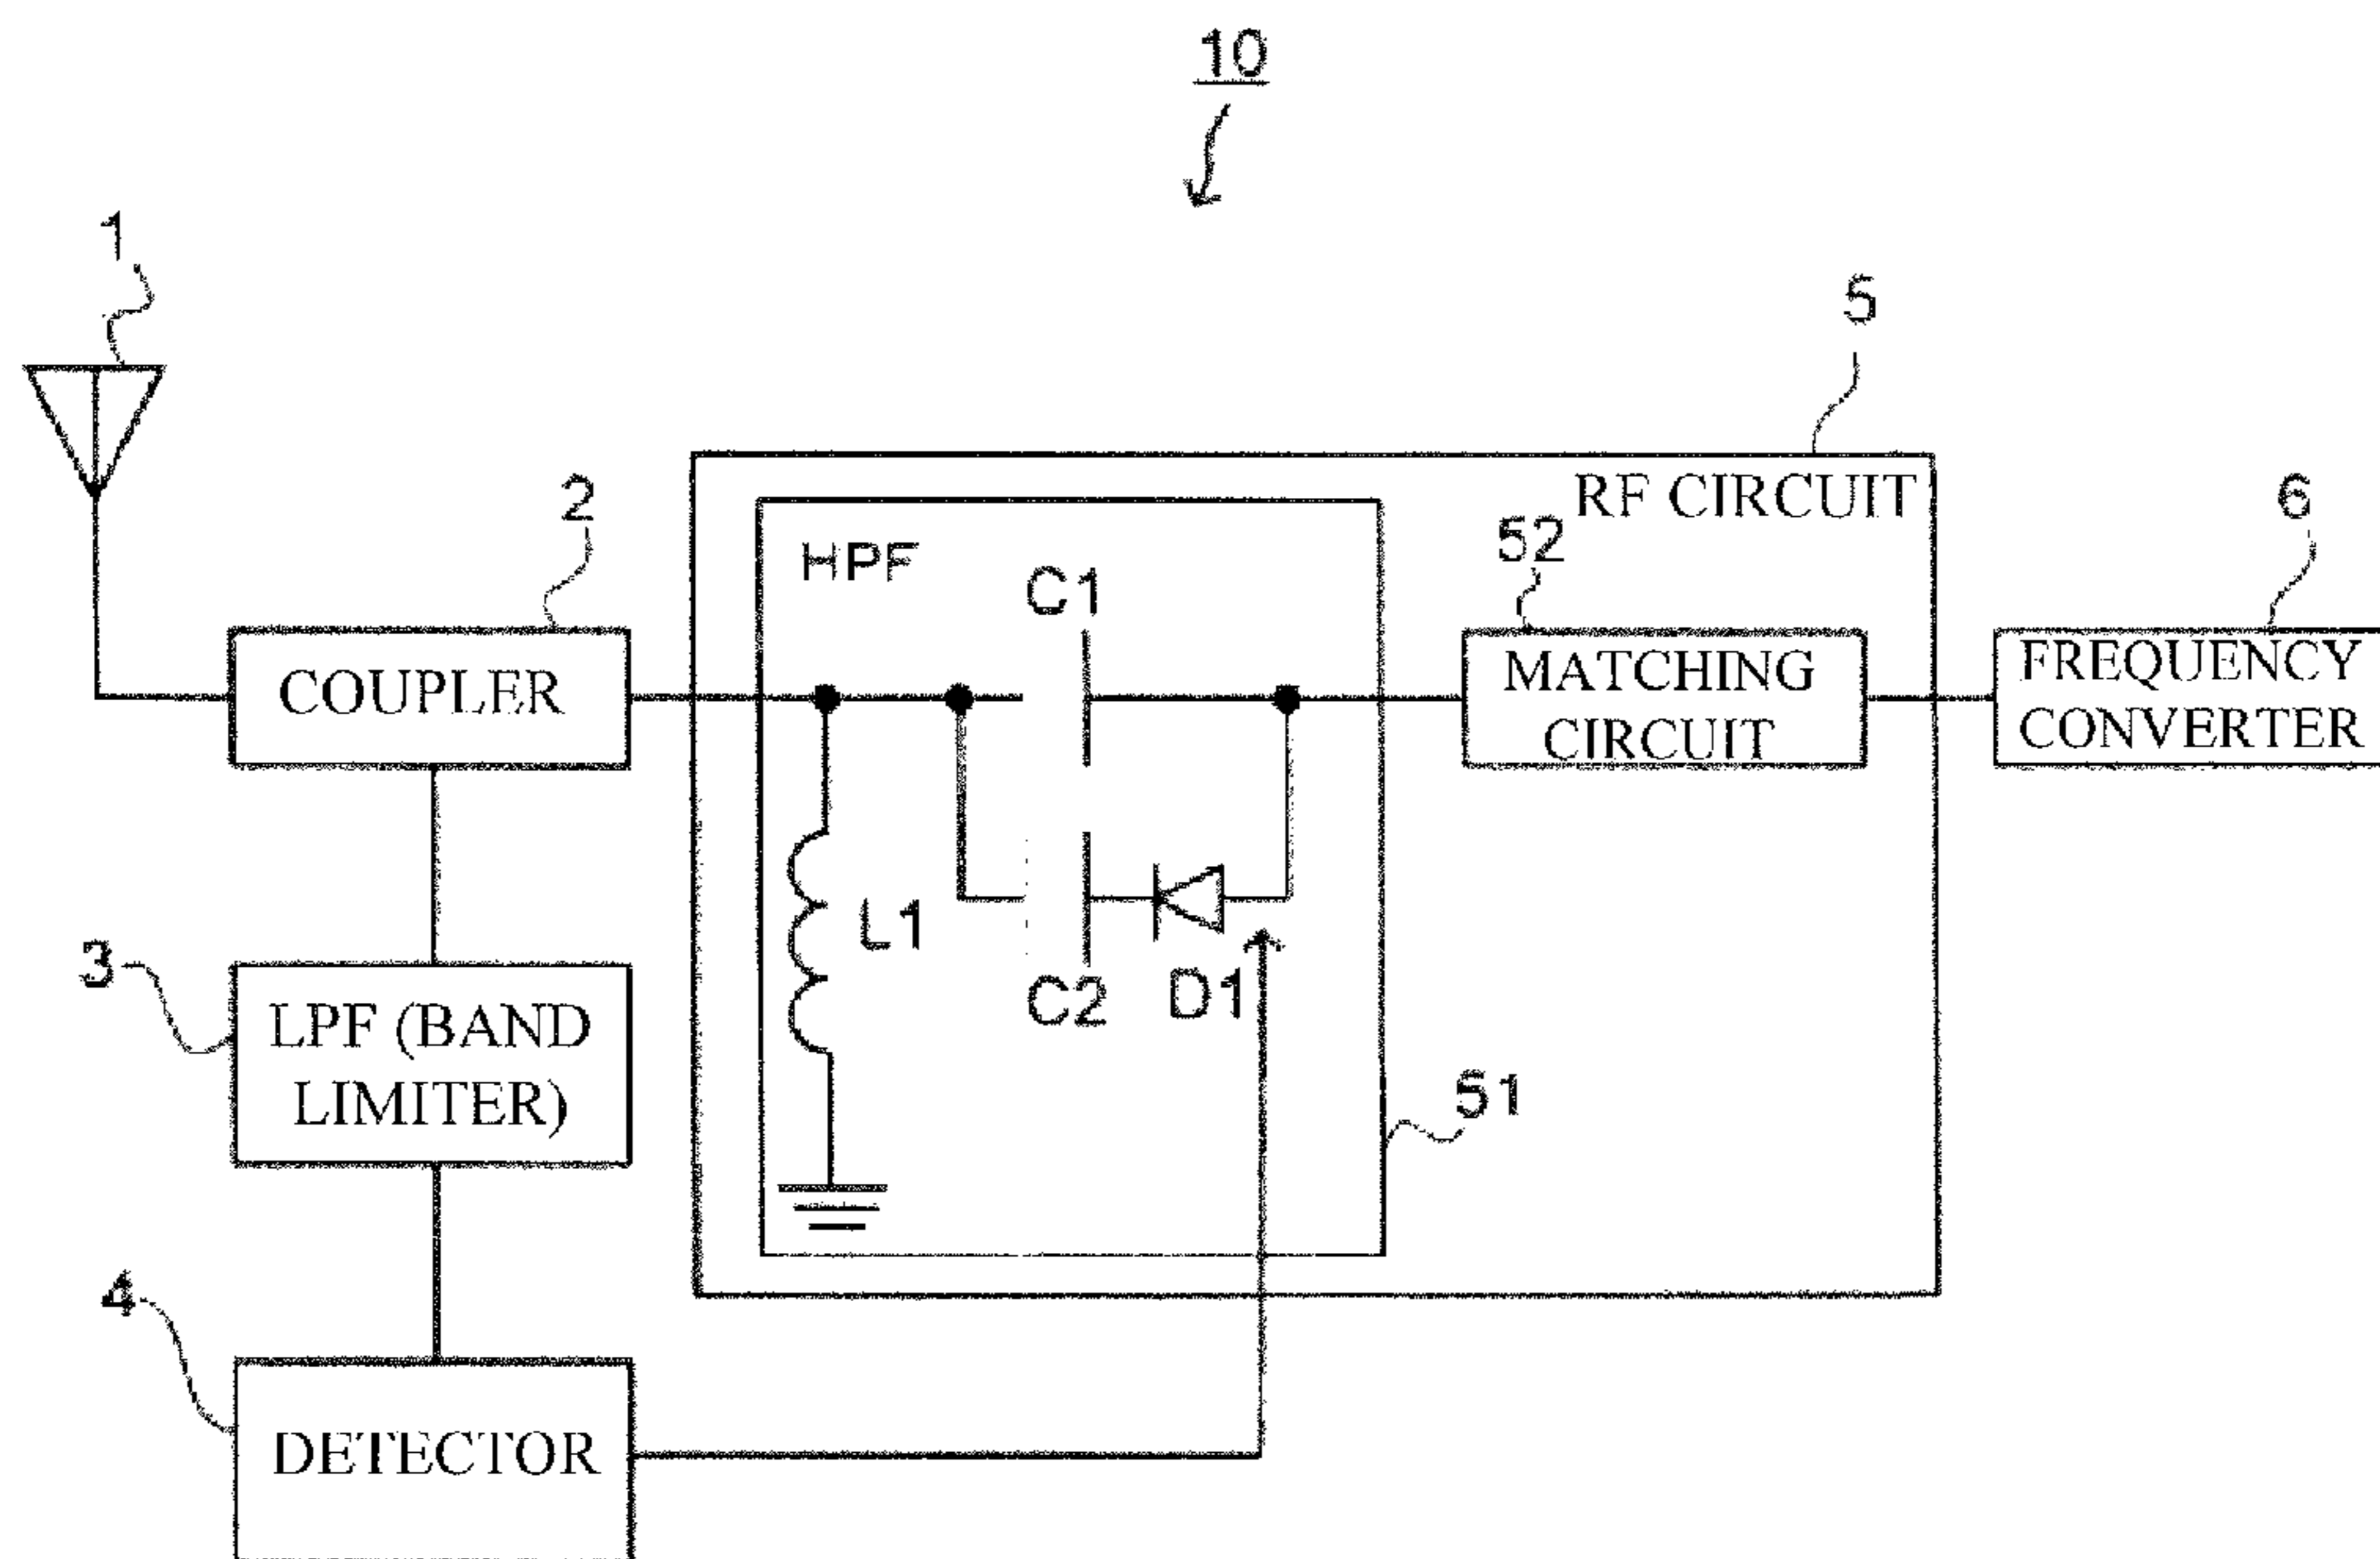 10
1
5
RF CIRCUIT
2
6
52
HPF
C1
COUPLER
MATCHING
CIRCUIT
FREQUENCY
CONVERTER
L1
3
C2
D1
LPF (BAND
LIMITER)
51
4
DETECTOR